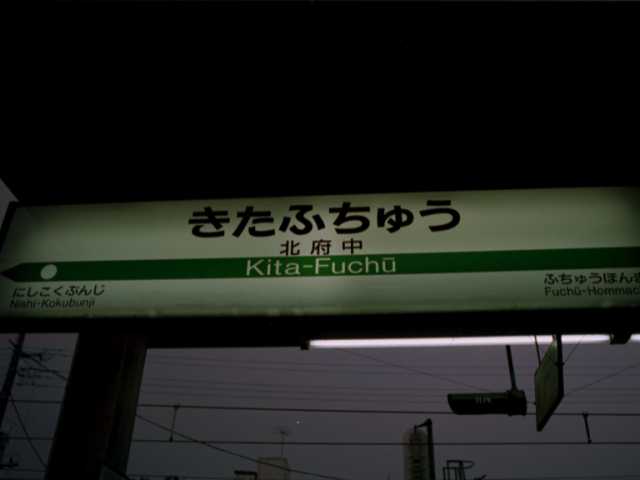 きたふちゅう
北府中
Kita-Fuchū
にしこくぶんじ
Nishi-Kokubunji
ふちゅうほん
Fuchū-Hommac